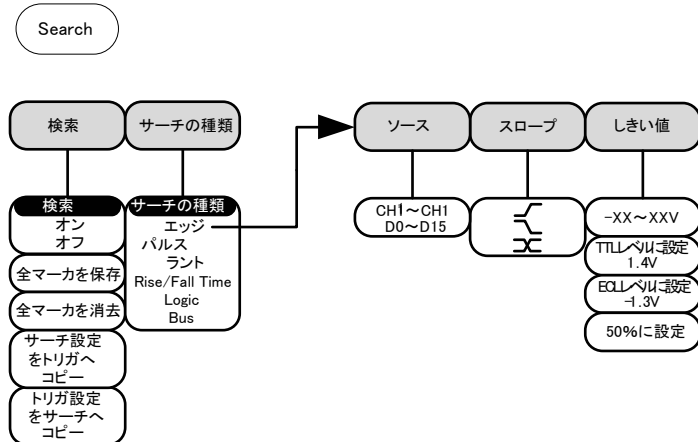 Search
検索
サーチの種類
ソース
スロープ
しきい値
検索
オン
オフ
全マーカを保存
全マーカを消去
サーチ設定
をトリガへ
コピー
トリガ設定
をサーチへ
コピー
サーチの種類
エッジ
パルス
ラント
Rise/Fall Time
Logic
Bus
CH1～CH1
D0～D15
-XX～XXV
TTLレベルに設定
1.4V
ECLレベルに設定
-1.3V
50%に設定